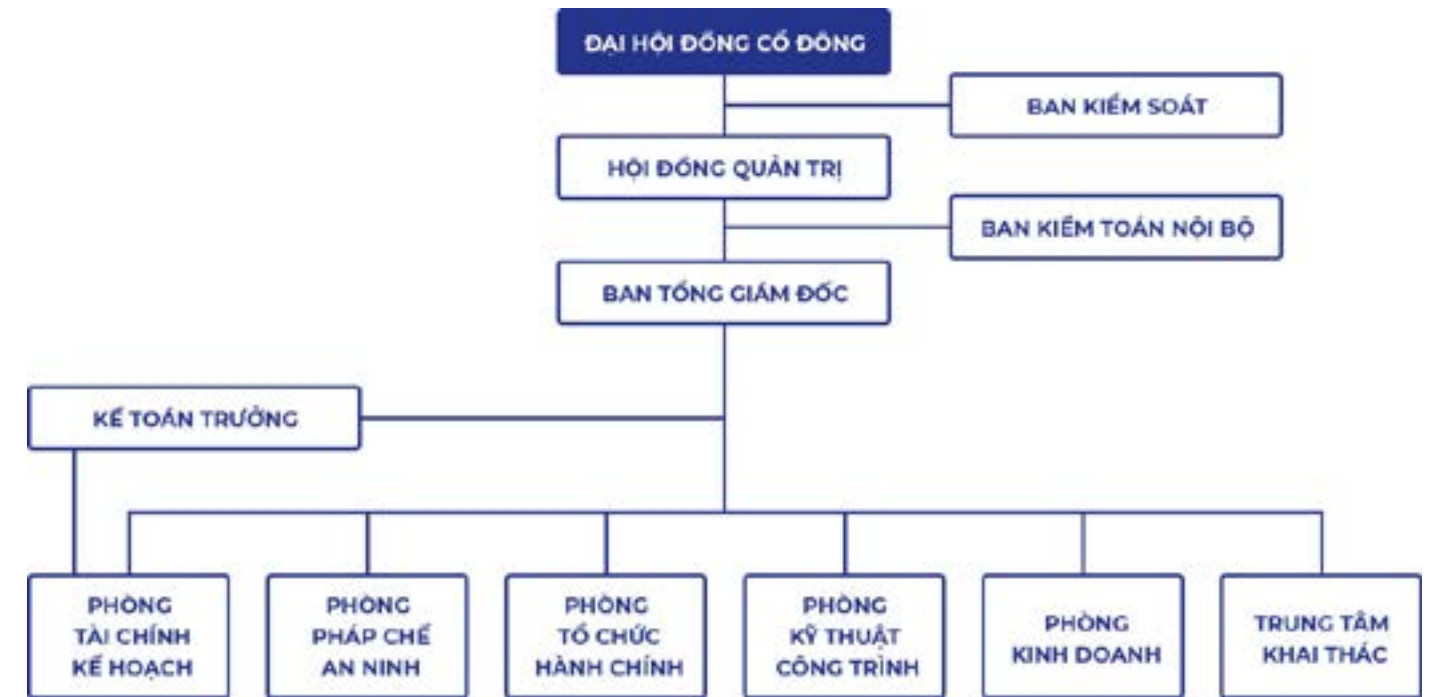 ĐẠI HỘI ĐỒNG CỔ ĐÔNG
BAN KIỂM SOÁT
HỘI ĐỒNG QUẢN TRỊ
BAN KIỂM TOÁN NỘI BỘ
BAN TỔNG GIÁM ĐỐC
KẾ TOÁN TRƯỞNG
PHÒNG
TÀI CHÍNH
KẾ HOẠCH
PHÒNG
PHÁP CHẾ
AN NINH
PHÒNG
TỔ CHỨC
HÀNH CHÍNH
PHÒNG
KỸ THUẬT
CÔNG TRÌNH
PHÒNG
KINH DOANH
TRUNG TÂM
KHAI THÁC